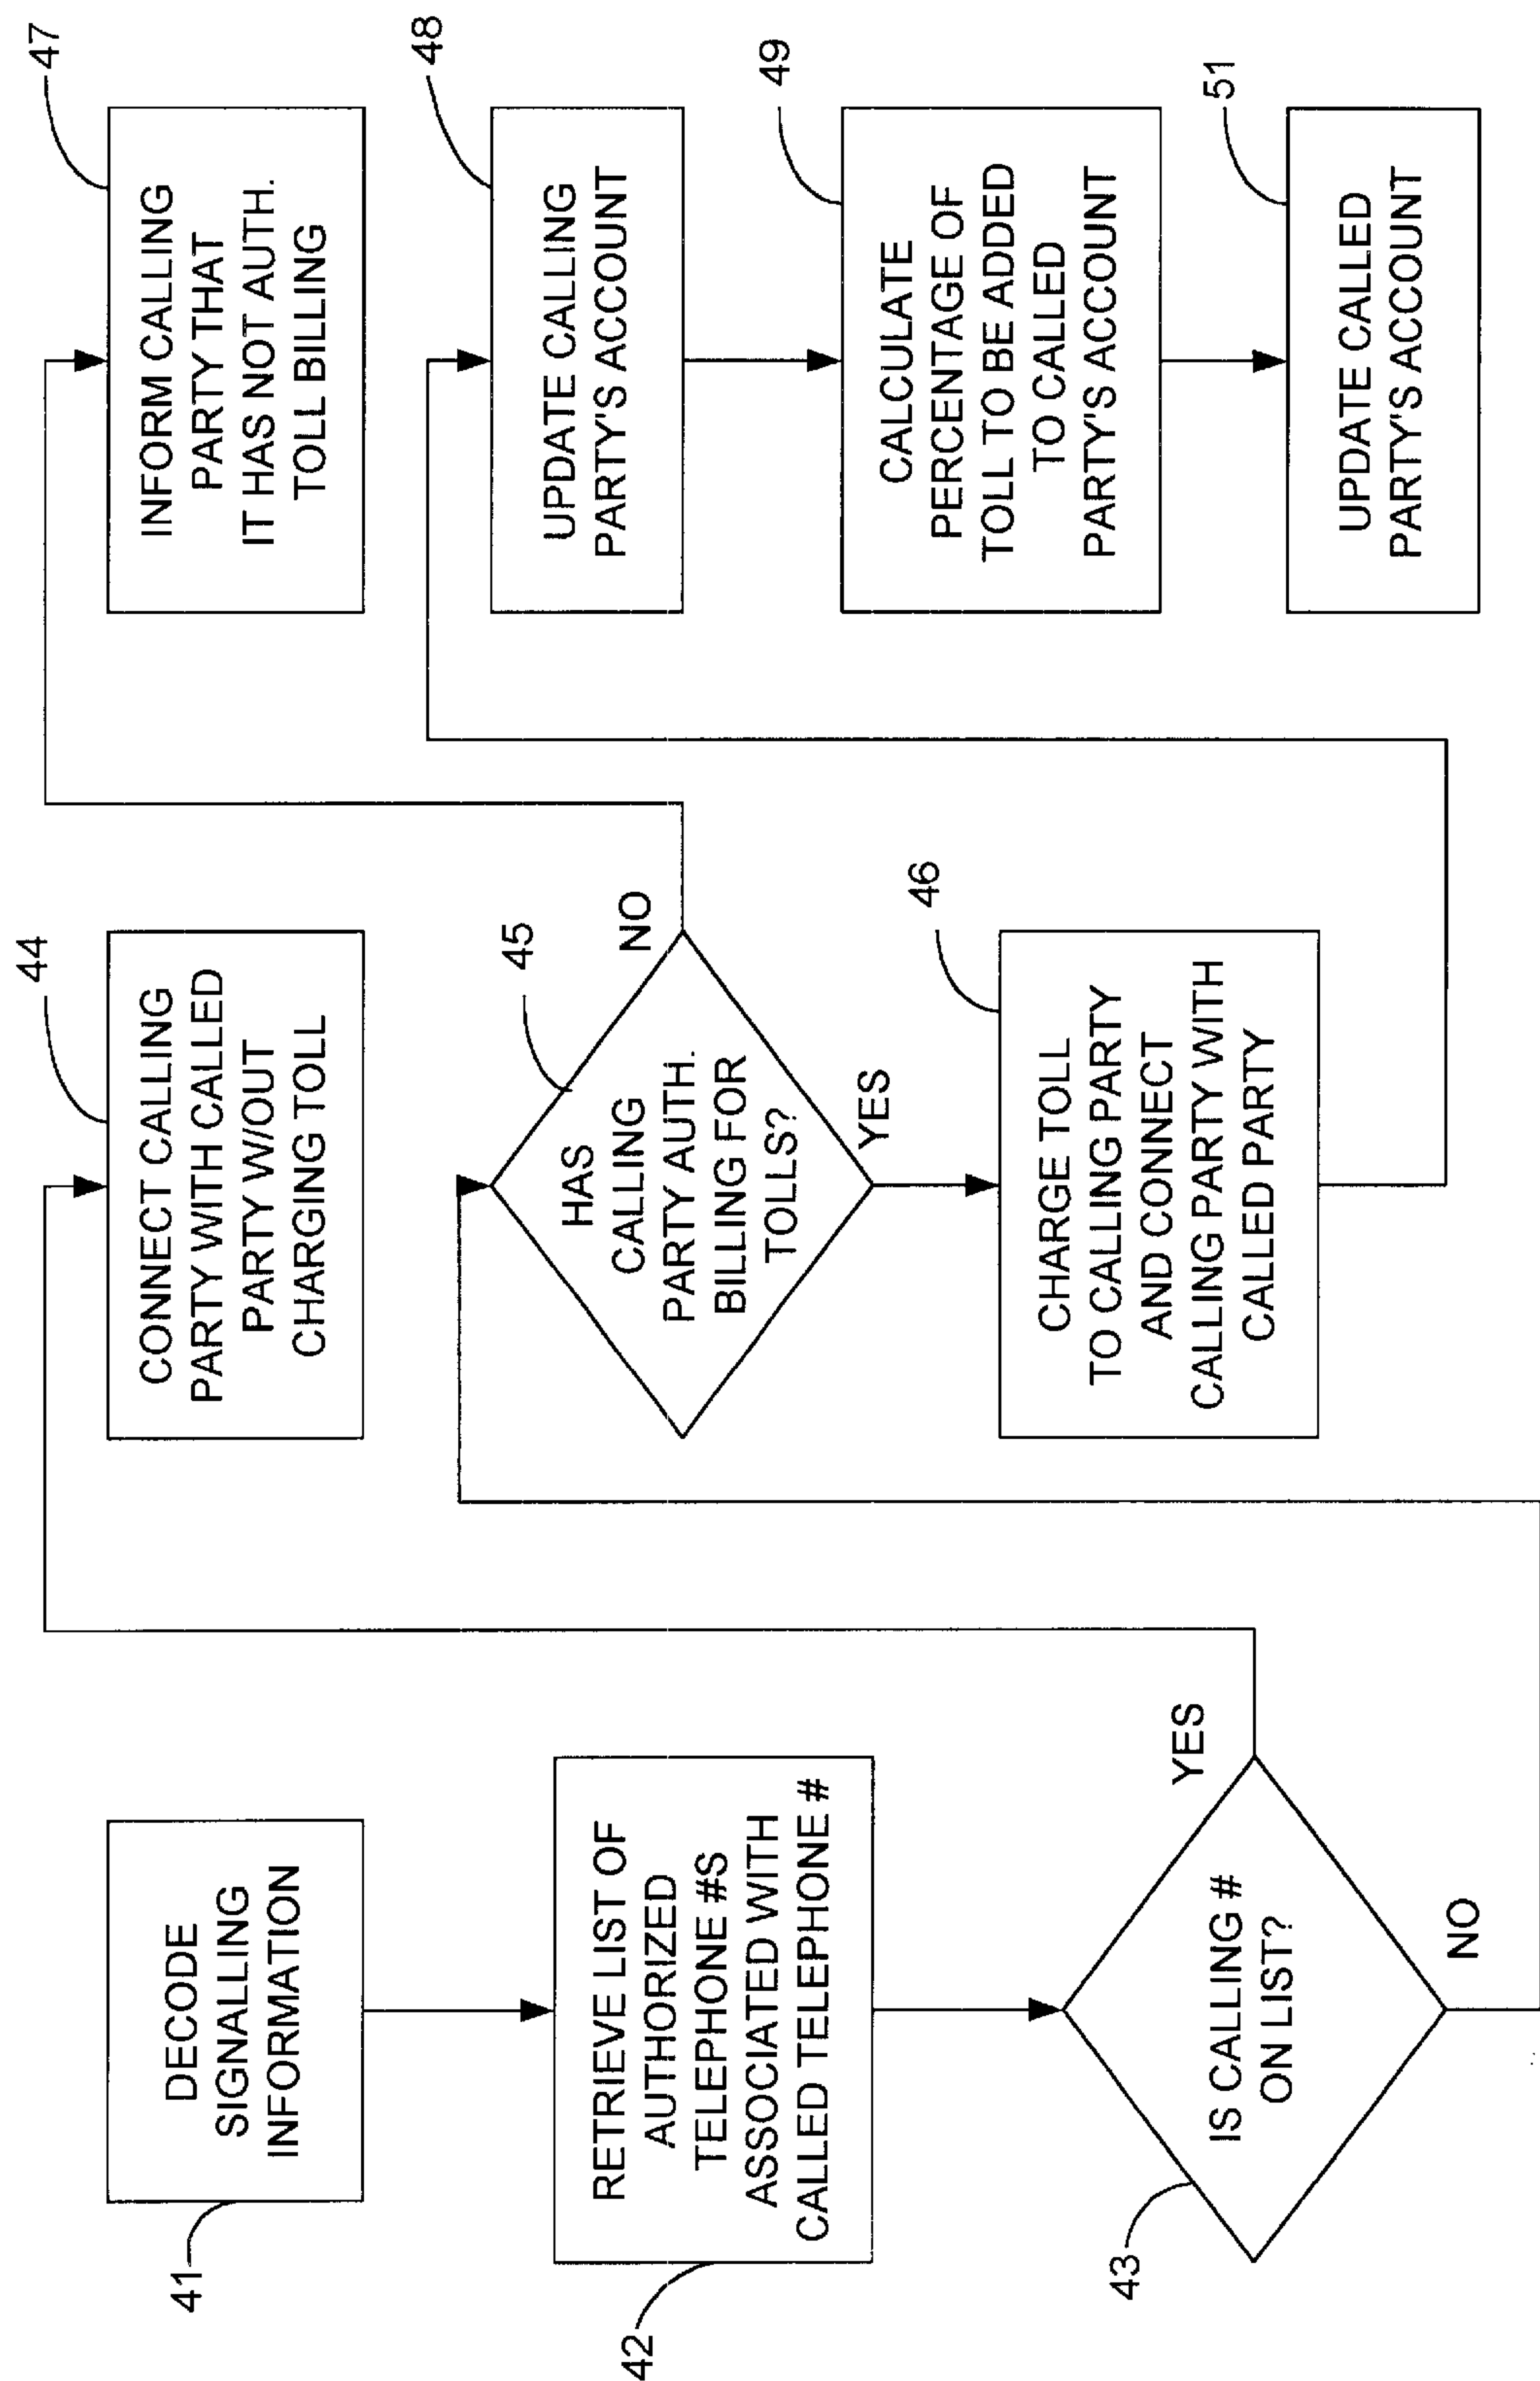 41
DECODE
SIGNALLING
INFORMATION
42
RETRIEVE LIST OF
AUTHORIZED
TELEPHONE #S
ASSOCIATED WITH
CALLED TELEPHONE #
43
IS CALLING #
ON LIST?
YES
NO
44
CONNECT CALLING
PARTY WITH CALLED
PARTY W/OUT
CHARGING TOLL
45
HAS
CALLING
PARTY AUTH.
BILLING FOR
TOLLS?
NO
YES
46
CHARGE TOLL
TO CALLING PARTY
AND CONNECT
CALLING PARTY WITH
CALLED PARTY
47
INFORM CALLING
PARTY THAT
IT HAS NOT AUTH.
TOLL BILLING
48
UPDATE CALLING
PARTY'S ACCOUNT
49
CALCULATE
PERCENTAGE OF
TOLL TO BE ADDED
TO CALLED
PARTY'S ACCOUNT
51
UPDATE CALLED
PARTY'S ACCOUNT